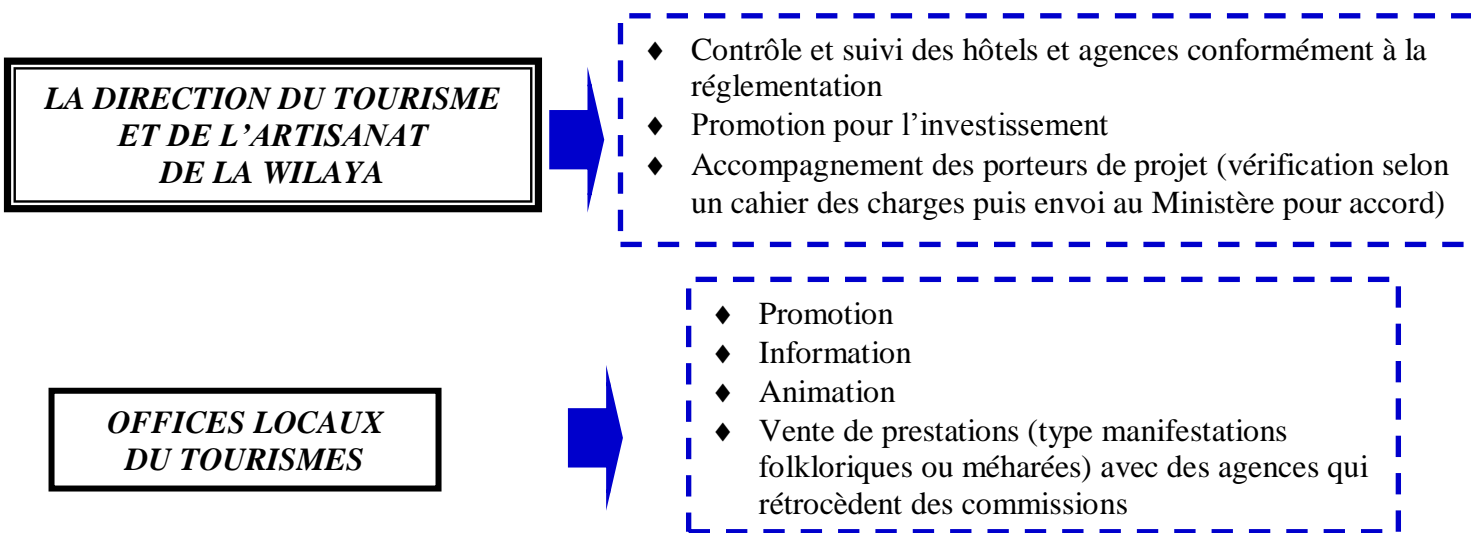 LA DIRECTION DU TOURISME
ET DE L'ARTISANAT
DE LA WILAYA
♦ Contrôle et suivi des hôtels et agences conformément à la
réglementation
♦ Promotion pour l'investissement
♦ Accompagnement des porteurs de projet (vérification selon
un cahier des charges puis envoi au Ministère pour accord)
OFFICES LOCAUX
DU TOURISMES
♦ Promotion
♦ Information
♦ Animation
♦ Vente de prestations (type manifestations
folkloriques ou méharées) avec des agences qui
rétrocèdent des commissions